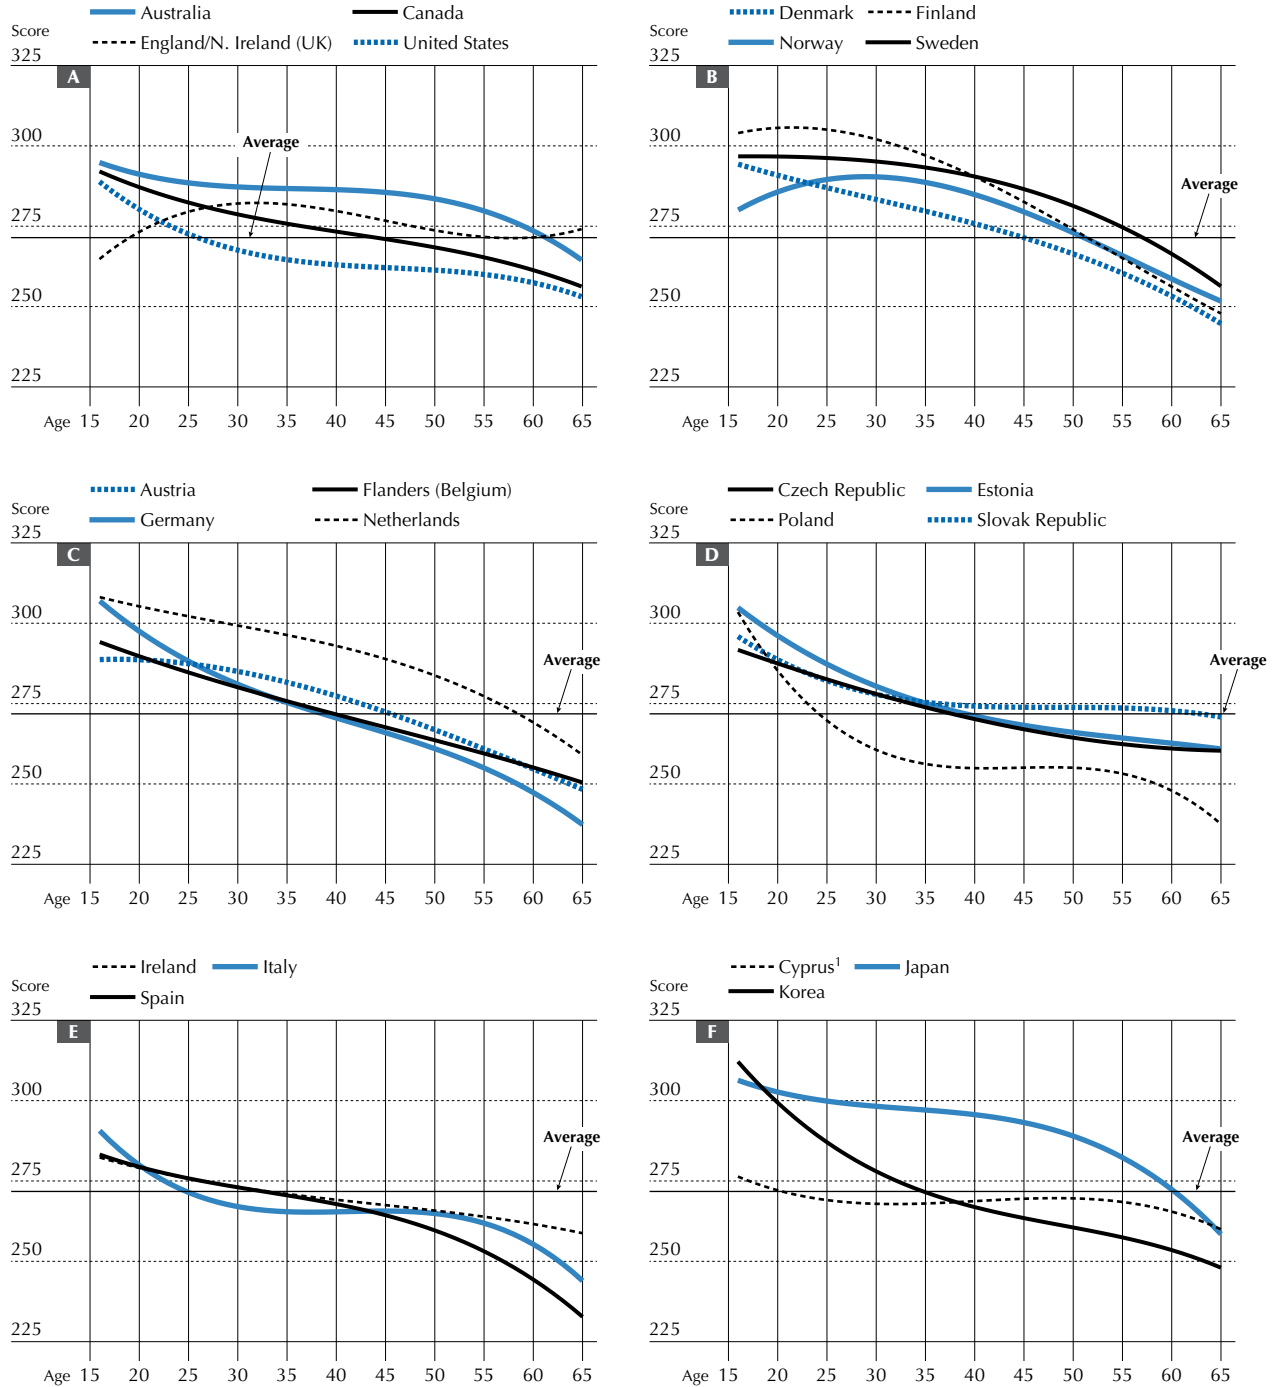 Australia Canada
England/N. Ireland (UK) United States
Score
325
A
300
Average
275
250
225
Age 15 20 25 30 35 40 45 50 55 60 65
Denmark Finland
Norway Sweden
Score
325
B
300
Average
275
250
225
Age 15 20 25 30 35 40 45 50 55 60 65
Austria Flanders (Belgium)
Germany Netherlands
Score
325
C
300
Average
275
250
225
Age 15 20 25 30 35 40 45 50 55 60 65
Czech Republic Estonia
Poland Slovak Republic
Score
325
D
300
Average
275
250
225
Age 15 20 25 30 35 40 45 50 55 60 65
Ireland Italy
Spain
Score
325
E
300
Average
275
250
225
Age 15 20 25 30 35 40 45 50 55 60 65
Cyprus¹ Japan
Korea
Score
325
F
300
Average
275
250
225
Age 15 20 25 30 35 40 45 50 55 60 65